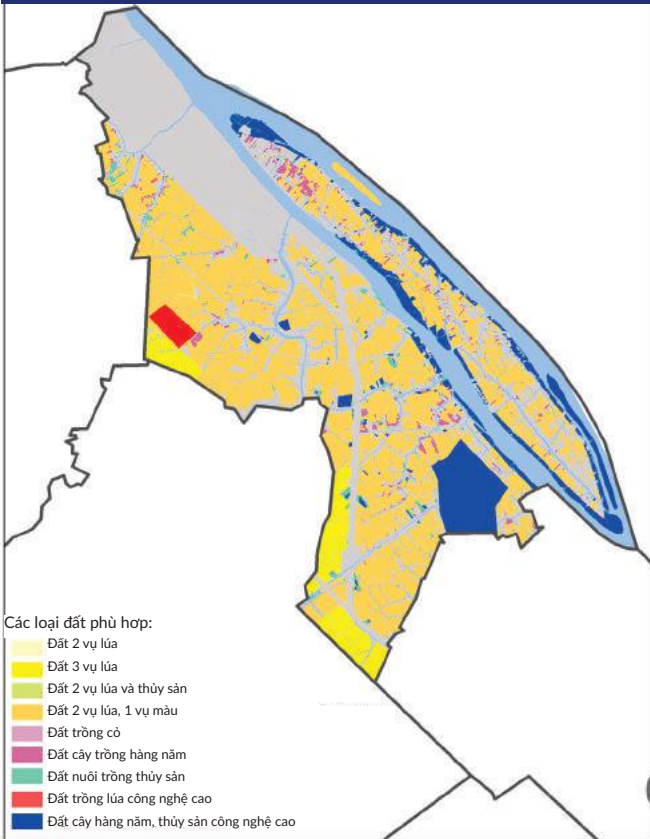 Các loại đất phù hợp:
Đất 2 vụ lúa
Đất 3 vụ lúa
Đất 2 vụ lúa và thủy sản
Đất 2 vụ lúa, 1 vụ màu
Đất trồng cỏ
Đất cây trồng hàng năm
Đất nuôi trồng thủy sản
Đất trồng lúa công nghệ cao
Đất cây hàng năm, thủy sản công nghệ cao